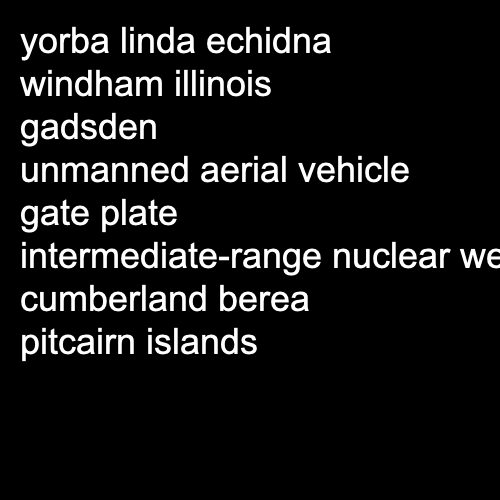 yorba linda echidna
windham illinois
gadsden
unmanned aerial vehicle
gate plate
intermediate-range nuclear we
cumberland berea
pitcairn islands